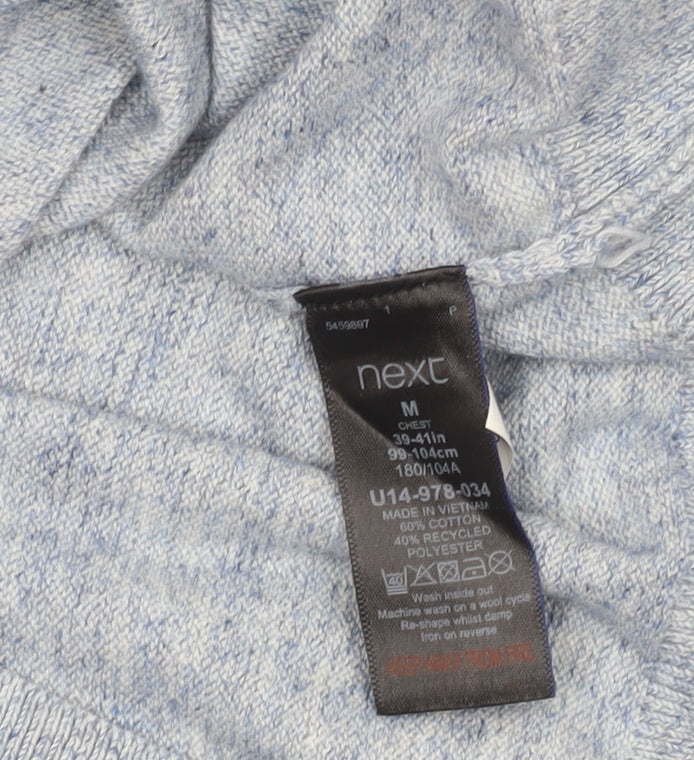 5459897 1 P
next
M
CHEST
39-41in
99-104cm
180/104A
U14-978-034
MADE IN VIETNAM
60% COTTON
40% RECYCLED
POLYESTER
40
Wash inside out
Machine wash on a wool cycle
Re-shape whilst damp
Iron on reverse
KEEP AWAY FROM FIRE